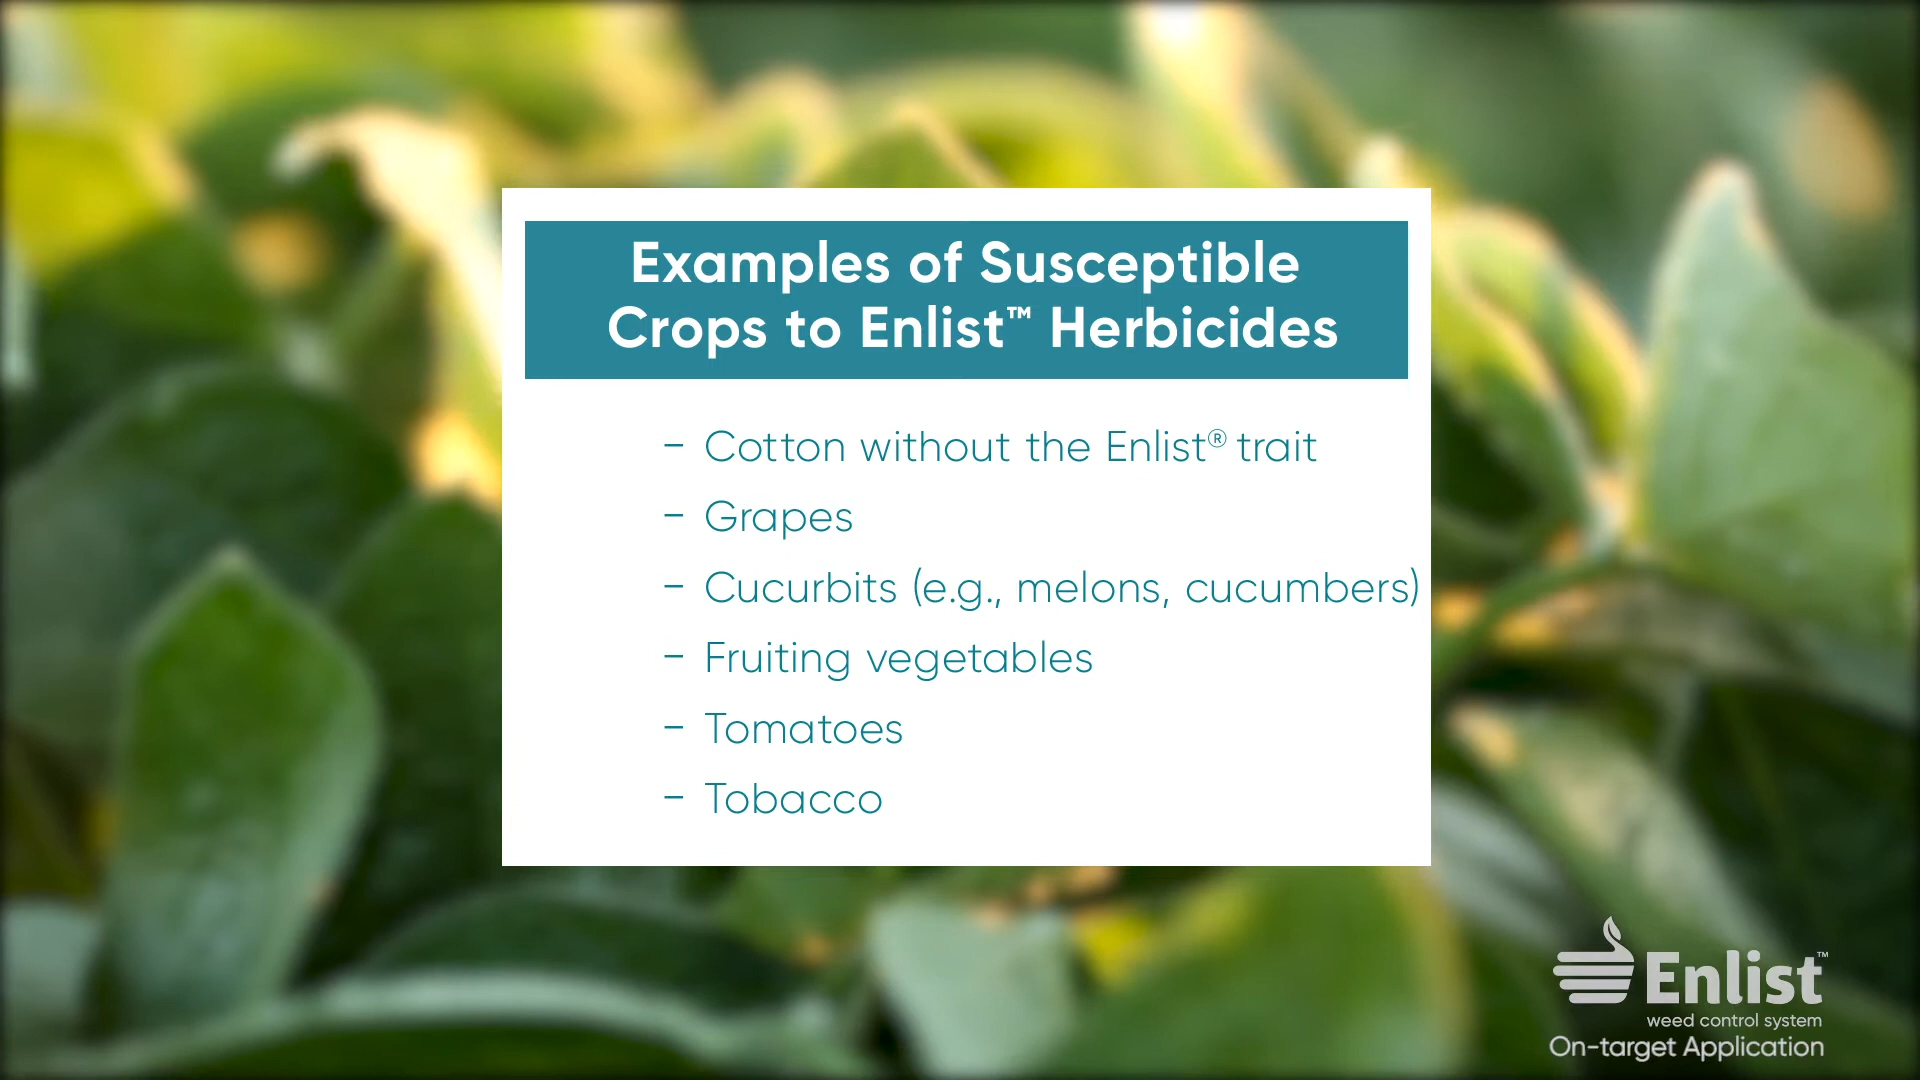 Examples of Susceptible
Crops to Enlist™ Herbicides
– Cotton without the Enlist® trait
– Grapes
– Cucurbits (e.g., melons, cucumbers)
– Fruiting vegetables
– Tomatoes
– Tobacco
Enlist™
weed control system
On-target Application